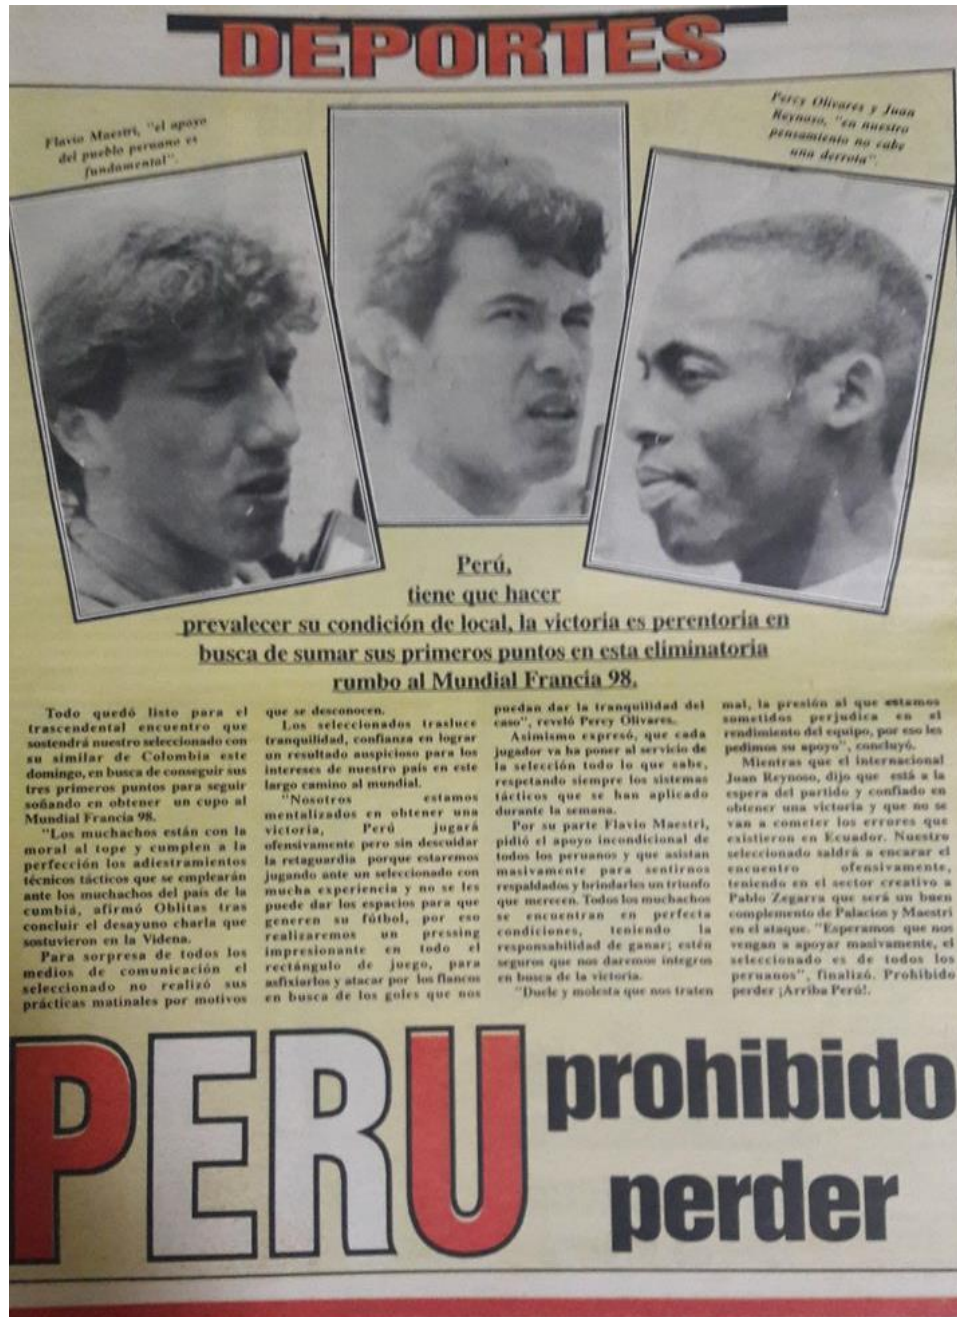 DEPORTES
Flavio Maestri, "el apoyo
del pueblo peruano es
fundamental".
Percy Olivares y Juan
Reynoso, "en nuestro
pensamiento no cabe
una derrota".
Perú,
tiene que hacer
prevalecer su condición de local, la victoria es perentoria en
busca de sumar sus primeros puntos en esta eliminatoria
rumbo al Mundial Francia 98.
Todo quedó listo para el
trascendental encuentro que
sostendrá nuestro seleccionado con
su similar de Colombia este
domingo, en busca de conseguir sus
tres primeros puntos para seguir
soñando en obtener un cupo al
Mundial Francia 98.
"Los muchachos están con la
moral al tope y cumplen a la
perfección los adiestramientos
técnicos tácticos que se emplearán
ante los muchachos del país de la
cumbia, afirmó Oblitas tras
concluir el desayuno charla que
sostuvieron en la Videna.
Para sorpresa de todos los
medios de comunicación el
seleccionado no realizó sus
prácticas matinales por motivos
que se desconocen.
Los seleccionados trasluce
tranquilidad, confianza en lograr
un resultado auspicioso para los
intereses de nuestro país en este
largo camino al mundial.
"Nosotros estamos
mentalizados en obtener una
victoria, Perú jugará
ofensivamente pero sin descuidar
la retaguardia porque estaremos
jugando ante un seleccionado con
mucha experiencia y no se les
puede dar los espacios para que
generen su fútbol, por eso
realizaremos un pressing
impresionante en todo el
rectángulo de juego, para
asfixiarlos y atacar por los flancos
en busca de los goles que nos
puedan dar la tranquilidad del
caso", reveló Percy Olivares.
Asimismo expresó, que cada
jugador va ha poner al servicio de
la selección todo lo que sabe,
respetando siempre los sistemas
tácticos que se han aplicado
durante la semana.
Por su parte Flavio Maestri,
pidió el apoyo incondicional de
todos los peruanos y que asistan
masivamente para sentirnos
respaldados y brindarles un triunfo
que merecen. Todos los muchachos
se encuentran en perfecta
condiciones, teniendo la
responsabilidad de ganar; estén
seguros que nos daremos íntegros
en busca de la victoria.
"Duele y molesta que nos traten
mal, la presión al que estamos
sometidos perjudica en el
rendimiento del equipo, por eso les
pedimos su apoyo", concluyó.
Mientras que el internacional
Juan Reynoso, dijo que está a la
espera del partido y confiado en
obtener una victoria y que no se
van a cometer los errores que
existieron en Ecuador. Nuestro
seleccionado saldrá a encarar el
encuentro ofensivamente,
teniendo en el sector creativo a
Pablo Zegarra que será un buen
complemento de Palacios y Maestri
en el ataque. "Esperamos que nos
vengan a apoyar masivamente, el
seleccionado es de todos los
peruanos", finalizó. Prohibido
perder ¡Arriba Perú!.
PERU prohibido
perder